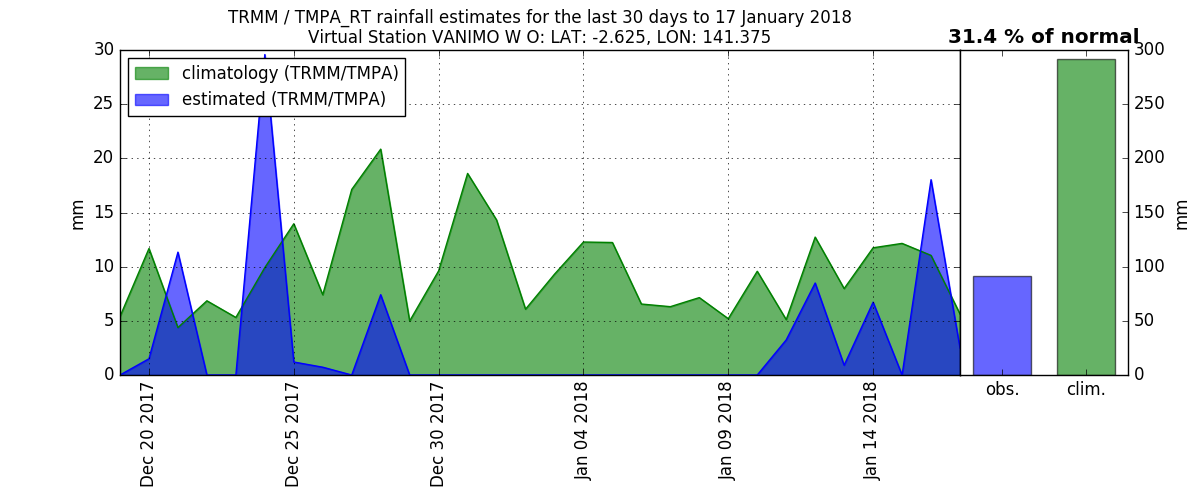 TRMM / TMPA_RT rainfall estimates for the last 30 days to 17 January 2018
Virtual Station VANIMO W O: LAT: -2.625, LON: 141.375
31.4 % of normal
climatology (TRMM/TMPA)
estimated (TRMM/TMPA)
30
25
20
15
10
5
0
mm
Dec 20 2017
Dec 25 2017
Dec 30 2017
Jan 04 2018
Jan 09 2018
Jan 14 2018
300
250
200
150
100
50
0
mm
obs.
clim.